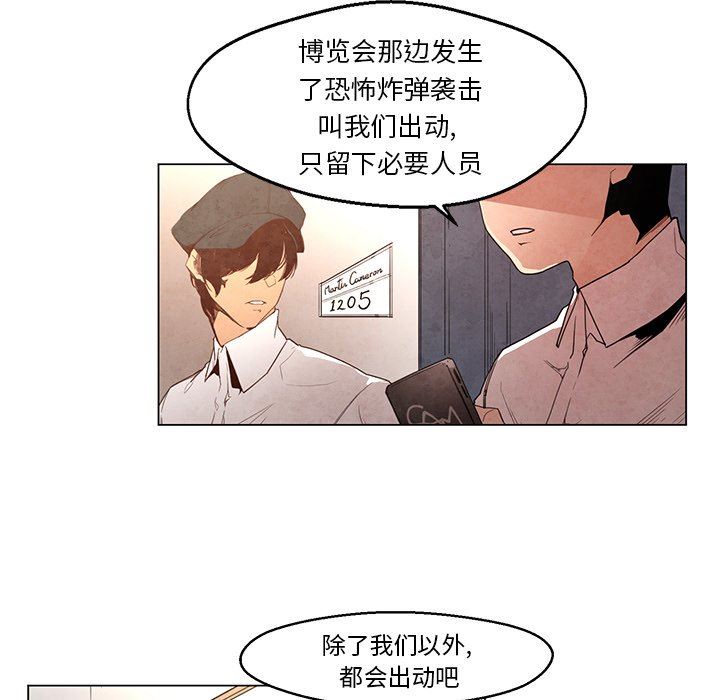 博览会那边发生
了恐怖炸弹袭击
叫我们出动,
只留下必要人员
Martin Cameron
1205
CAM
除了我们以外,
都会出动吧